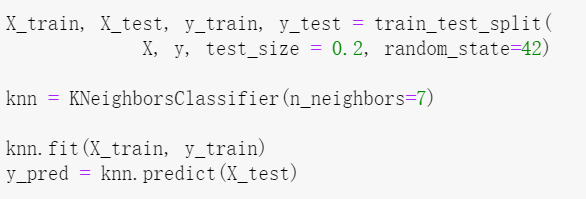 X_train, X_test, y_train, y_test = train_test_split(
X, y, test_size = 0.2, random_state=42)
knn = KNeighborsClassifier(n_neighbors=7)
knn.fit(X_train, y_train)
y_pred = knn.predict(X_test)